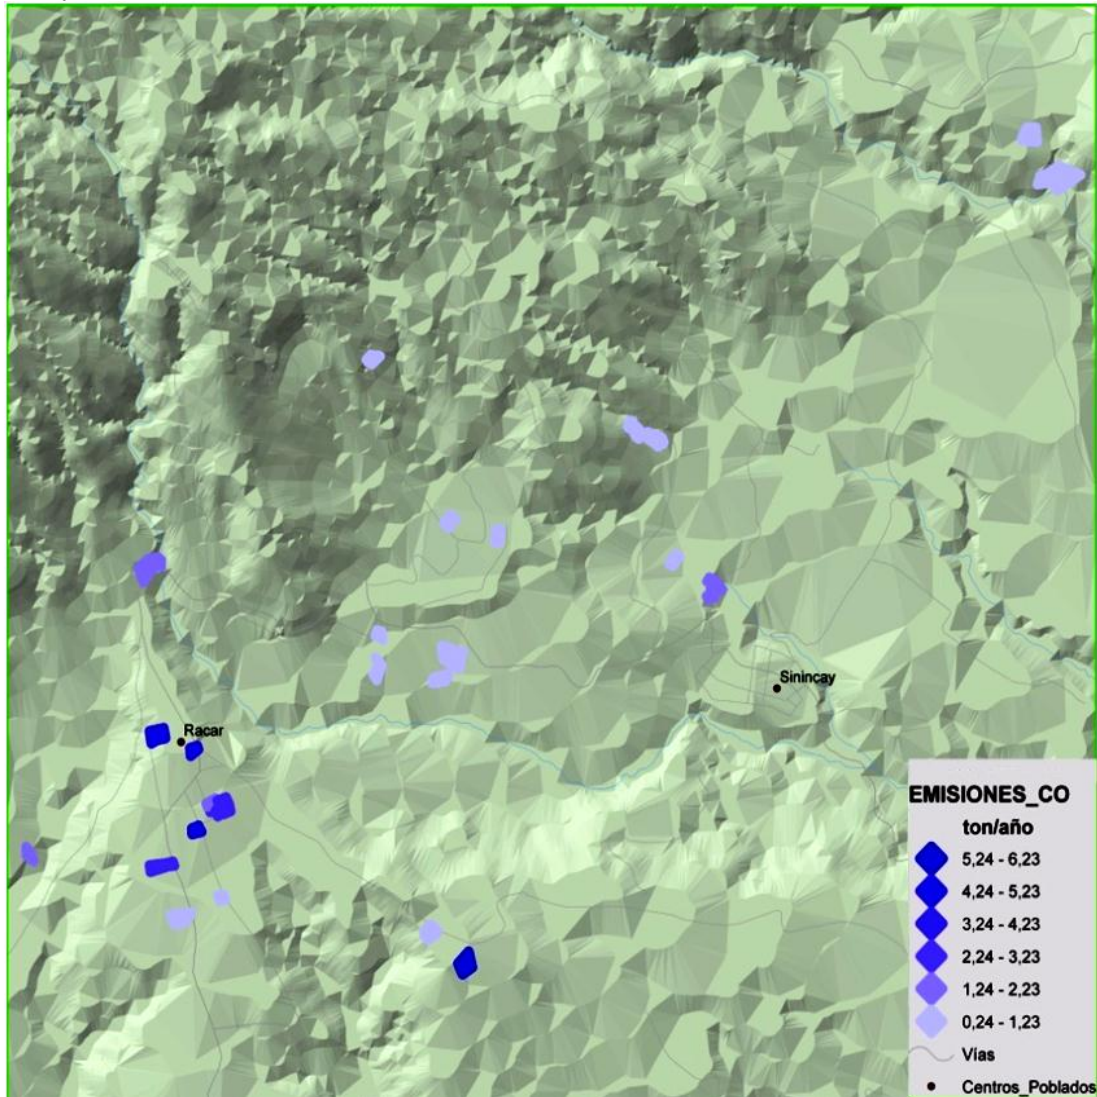 Sinincay
Racar
EMISIONES_CO
ton/año
5,24 - 6,23
4,24 - 5,23
3,24 - 4,23
2,24 - 3,23
1,24 - 2,23
0,24 - 1,23
Vías
Centros_Poblados